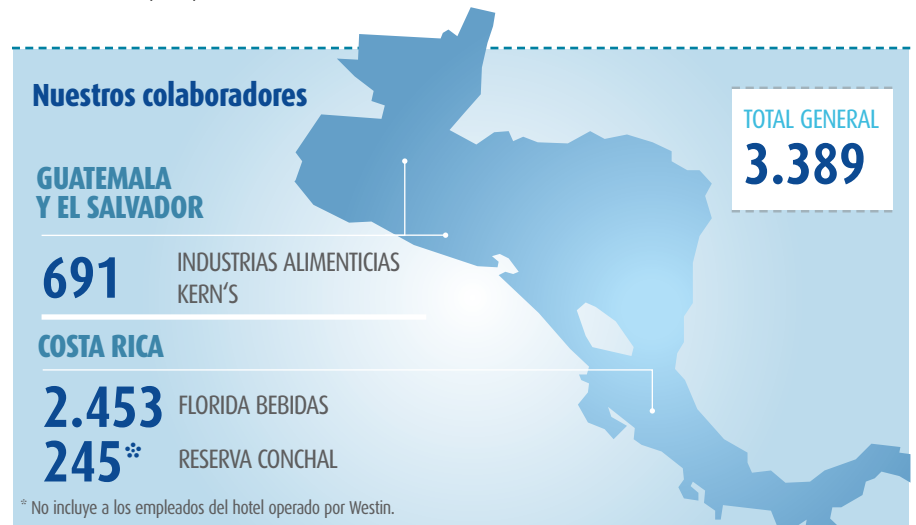 Nuestros colaboradores
TOTAL GENERAL
3.389
GUATEMALA
Y EL SALVADOR
691
INDUSTRIAS ALIMENTICIAS
KERN'S
COSTA RICA
2.453 FLORIDA BEBIDAS
245* RESERVA CONCHAL
* No incluye a los empleados del hotel operado por Westin.